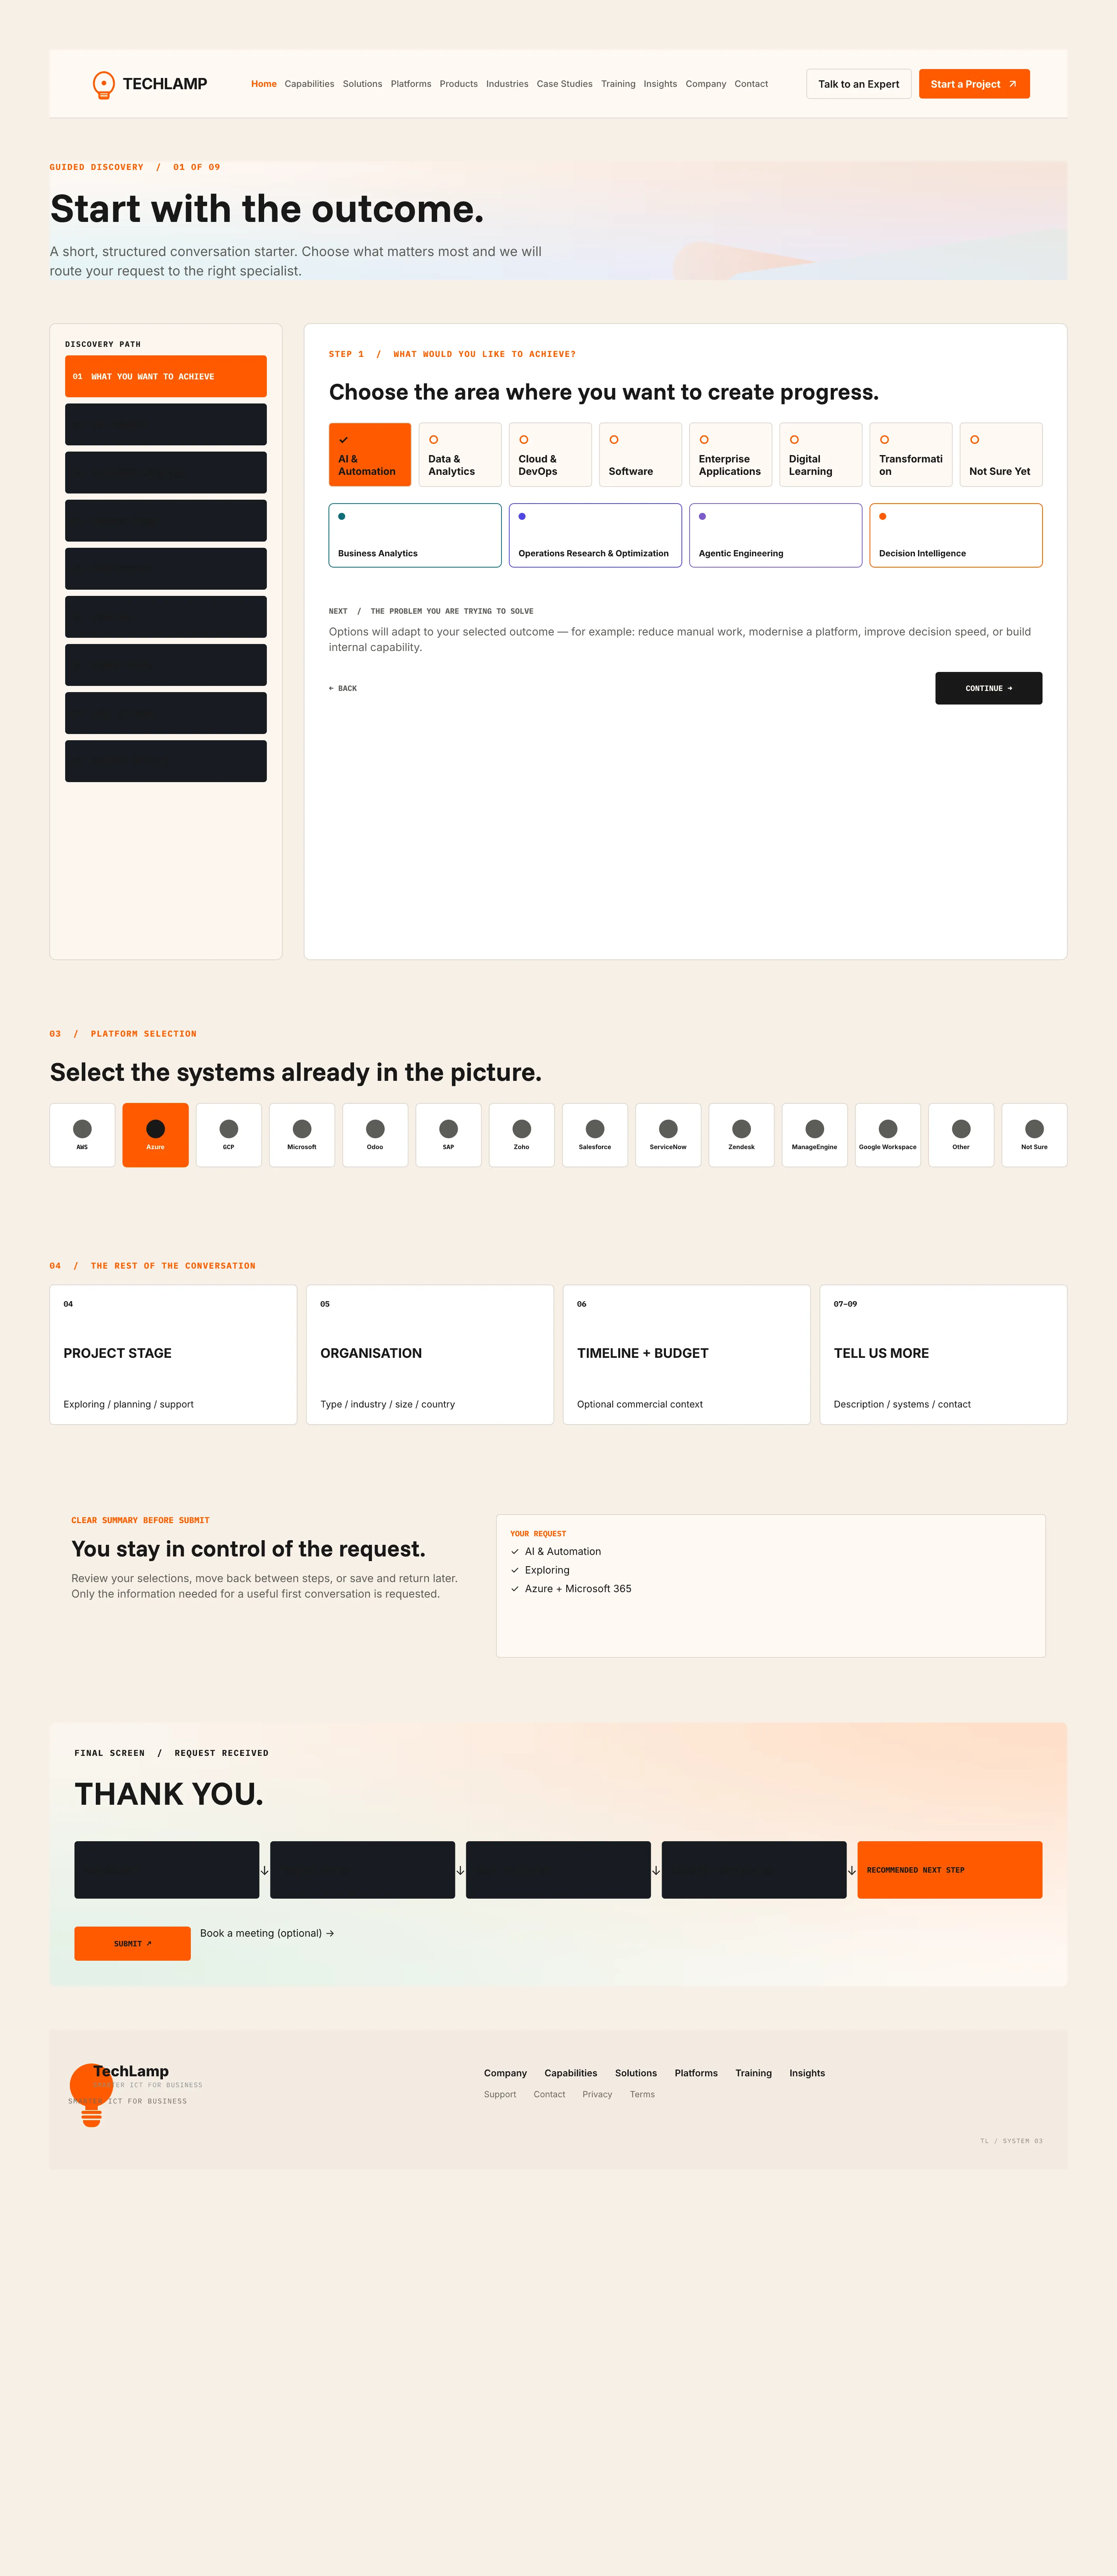 TECHLAMP
Home Capabilities Solutions Platforms Products Industries Case Studies Training Insights Company Contact
Talk to an Expert
Start a Project ↗
GUIDED DISCOVERY / 01 OF 09
Start with the outcome.
A short, structured conversation starter. Choose what matters most and we will
route your request to the right specialist.
DISCOVERY PATH
01 WHAT YOU WANT TO ACHIEVE
STEP 1 / WHAT WOULD YOU LIKE TO ACHIEVE?
Choose the area where you want to create progress.
AI &
Automation
Data &
Analytics
Cloud &
DevOps
Software
Enterprise
Applications
Digital
Learning
Transformati
on
Not Sure Yet
Business Analytics
Operations Research & Optimization
Agentic Engineering
Decision Intelligence
NEXT / THE PROBLEM YOU ARE TRYING TO SOLVE
Options will adapt to your selected outcome — for example: reduce manual work, modernise a platform, improve decision speed, or build
internal capability.
← BACK
CONTINUE →
03 / PLATFORM SELECTION
Select the systems already in the picture.
AWS
Azure
GCP
Microsoft
Odoo
SAP
Zoho
Salesforce
ServiceNow
Zendesk
ManageEngine
Google Workspace
Other
Not Sure
04 / THE REST OF THE CONVERSATION
04
PROJECT STAGE
Exploring / planning / support
05
ORGANISATION
Type / industry / size / country
06
TIMELINE + BUDGET
Optional commercial context
07–09
TELL US MORE
Description / systems / contact
CLEAR SUMMARY BEFORE SUBMIT
You stay in control of the request.
Review your selections, move back between steps, or save and return later.
Only the information needed for a useful first conversation is requested.
YOUR REQUEST
✓ AI & Automation
✓ Exploring
✓ Azure + Microsoft 365
FINAL SCREEN / REQUEST RECEIVED
THANK YOU.
↓
↓
↓
↓
RECOMMENDED NEXT STEP
SUBMIT ↗
Book a meeting (optional) →
TechLamp
SMARTER ICT FOR BUSINESS
SMARTER ICT FOR BUSINESS
Company Capabilities Solutions Platforms Training Insights
Support Contact Privacy Terms
TL / SYSTEM 03